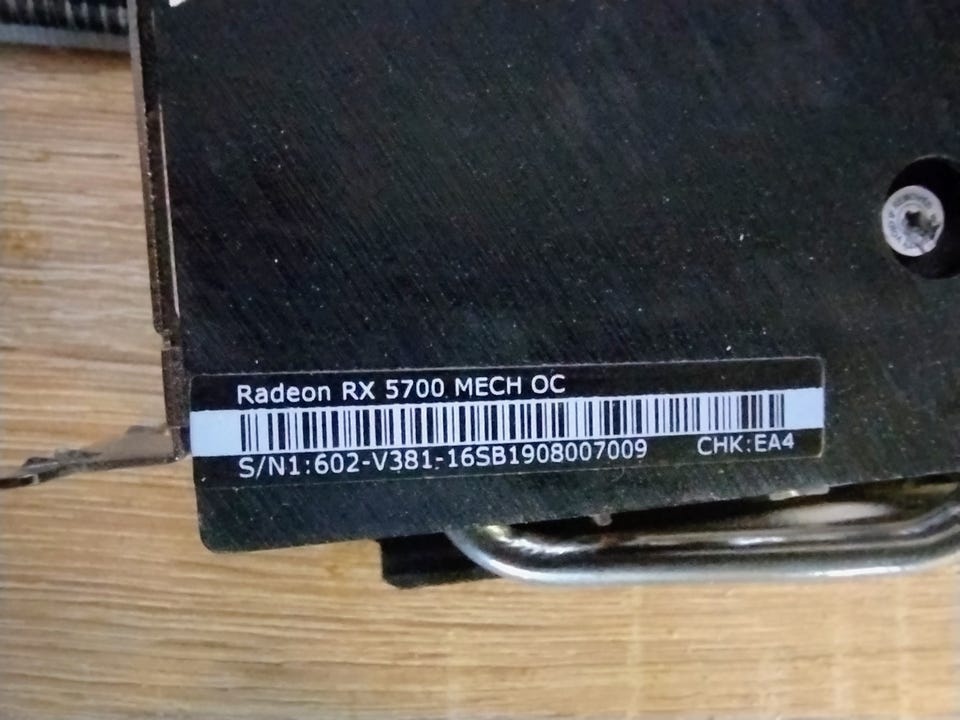 Radeon RX 5700 MECH OC
S/N1:602-V381-16SB1908007009 CHK:EA4